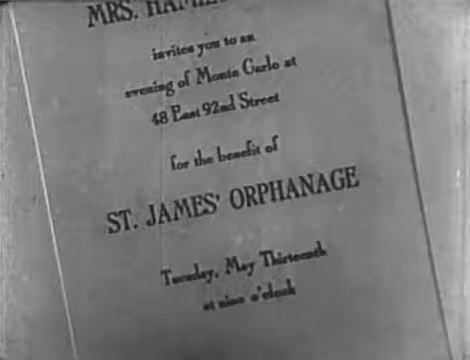 MRS.
invites you to an
evening of Monte Carlo at
48 East 92nd Street
for the benefit of
ST. JAMES' ORPHANAGE
Tuesday, May Thirteenth
at nine o'clock